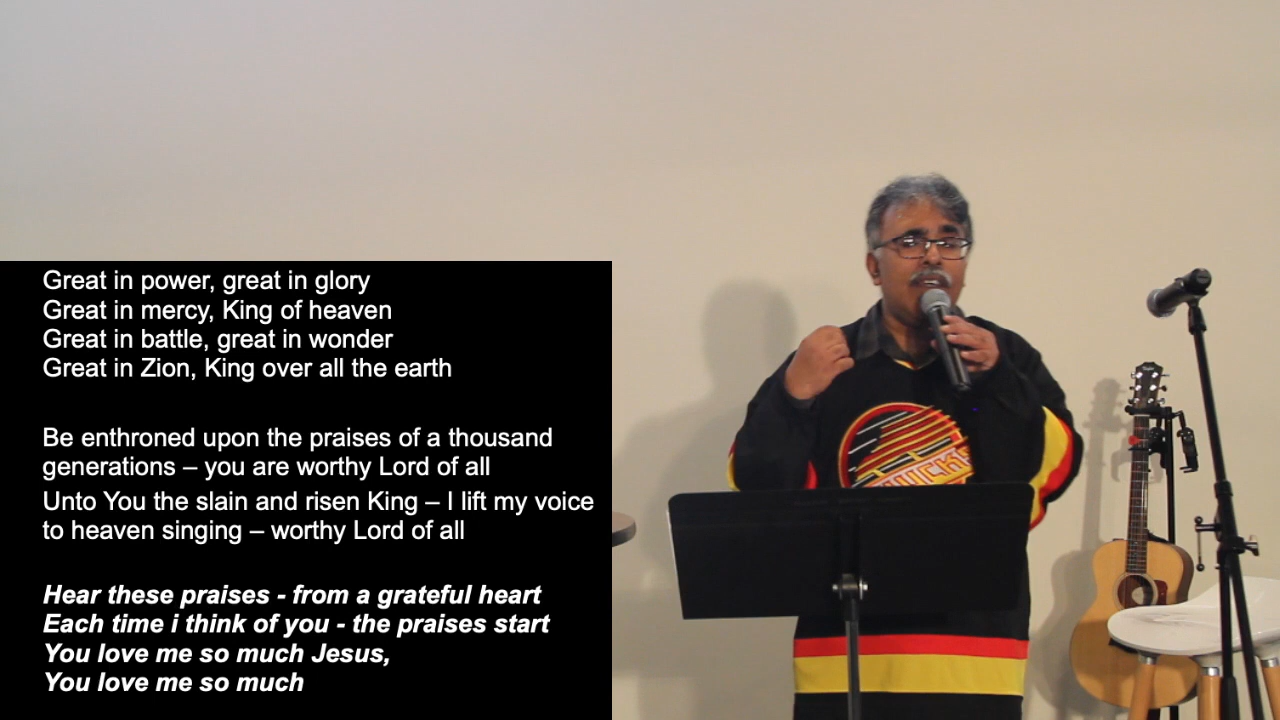 Great in power, great in glory
Great in mercy, King of heaven
Great in battle, great in wonder
Great in Zion, King over all the earth
Be enthroned upon the praises of a thousand
generations – you are worthy Lord of all
Unto You the slain and risen King – I lift my voice
to heaven singing – worthy Lord of all
Hear these praises - from a grateful heart
Each time i think of you - the praises start
You love me so much Jesus,
You love me so much